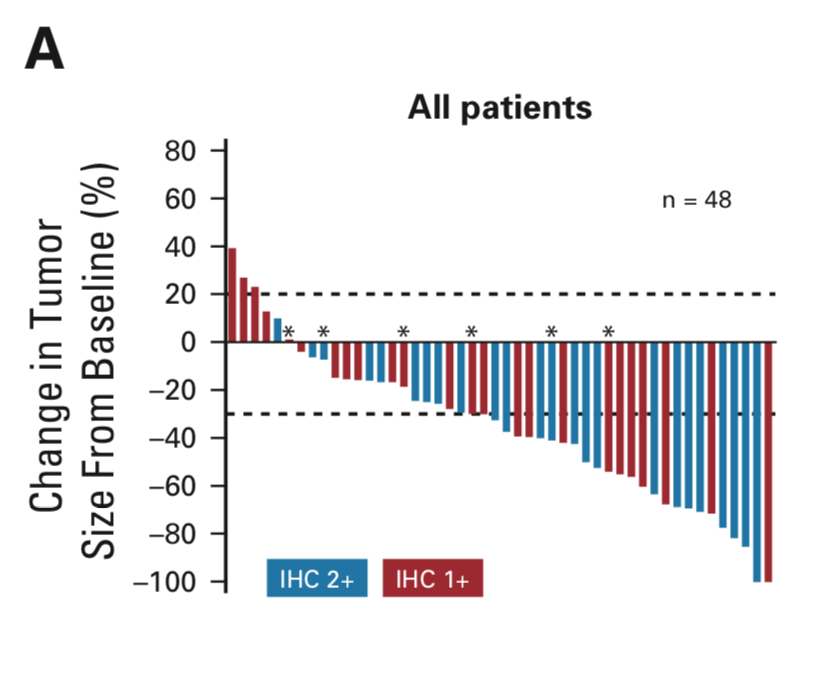 A
All patients
n = 48
Change in Tumor
Size From Baseline (%)
80
60
40
20
0
–20
–40
–60
–80
–100
* * * * * *
IHC 2+ IHC 1+